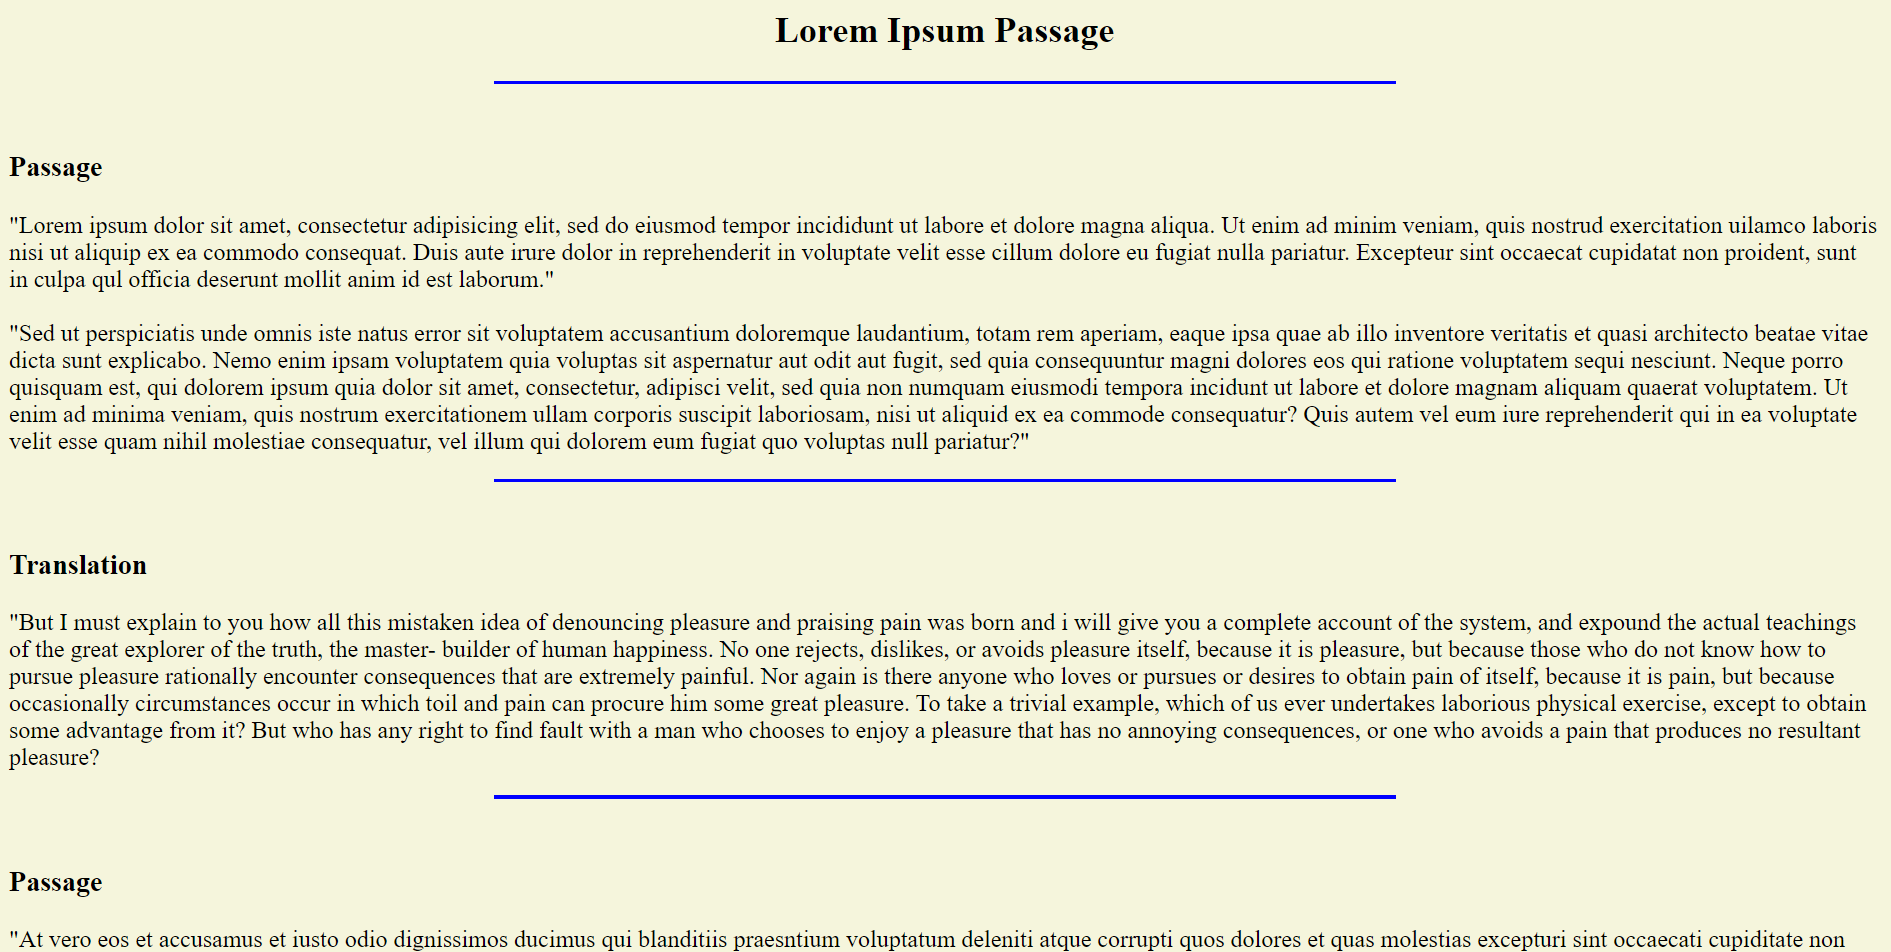 Lorem Ipsum Passage
Passage
"Lorem ipsum dolor sit amet, consectetur adipisicing elit, sed do eiusmod tempor incididunt ut labore et dolore magna aliqua. Ut enim ad minim veniam, quis nostrud exercitation uilamco laboris
nisi ut aliquip ex ea commodo consequat. Duis aute irure dolor in reprehenderit in voluptate velit esse cillum dolore eu fugiat nulla pariatur. Excepteur sint occaecat cupidatat non proident, sunt
in culpa qul officia deserunt mollit anim id est laborum."
"Sed ut perspiciatis unde omnis iste natus error sit voluptatem accusantium doloremque laudantium, totam rem aperiam, eaque ipsa quae ab illo inventore veritatis et quasi architecto beatae vitae
dicta sunt explicabo. Nemo enim ipsam voluptatem quia voluptas sit aspernatur aut odit aut fugit, sed quia consequuntur magni dolores eos qui ratione voluptatem sequi nesciunt. Neque porro
quisquam est, qui dolorem ipsum quia dolor sit amet, consectetur, adipisci velit, sed quia non numquam eiusmodi tempora incidunt ut labore et dolore magnam aliquam quaerat voluptatem. Ut
enim ad minima veniam, quis nostrum exercitationem ullam corporis suscipit laboriosam, nisi ut aliquid ex ea commode consequatur? Quis autem vel eum iure reprehenderit qui in ea voluptate
velit esse quam nihil molestiae consequatur, vel illum qui dolorem eum fugiat quo voluptas null pariatur?"
Translation
"But I must explain to you how all this mistaken idea of denouncing pleasure and praising pain was born and i will give you a complete account of the system, and expound the actual teachings
of the great explorer of the truth, the master- builder of human happiness. No one rejects, dislikes, or avoids pleasure itself, because it is pleasure, but because those who do not know how to
pursue pleasure rationally encounter consequences that are extremely painful. Nor again is there anyone who loves or pursues or desires to obtain pain of itself, because it is pain, but because
occasionally circumstances occur in which toil and pain can procure him some great pleasure. To take a trivial example, which of us ever undertakes laborious physical exercise, except to obtain
some advantage from it? But who has any right to find fault with a man who chooses to enjoy a pleasure that has no annoying consequences, or one who avoids a pain that produces no resultant
pleasure?
Passage
"At vero eos et accusamus et iusto odio dignissimos ducimus qui blanditiis praesntium voluptatum deleniti atque corrupti quos dolores et quas molestias excepturi sint occaecati cupiditate non